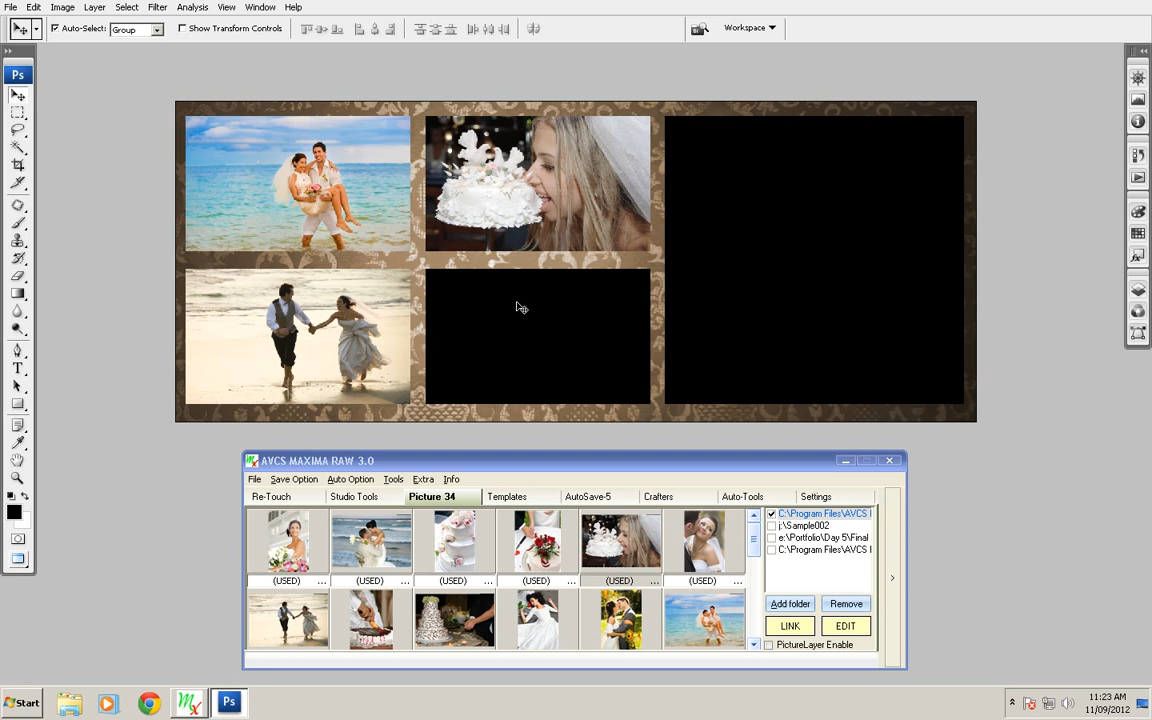 File Edit Image Layer Select Filter Analysis View Window Help
Auto-Select: Group Show Transform Controls Workspace
Ps
T
AVCS MAXIMA RAW 3.0
File Save Option Auto Option Tools Extra Info
Re-Touch Studio Tools Picture 34 Templates AutoSave-5 Crafters Auto-Tools Settings
C:\Program Files\AVCS I
j:\Sample002
e:\Portfolio\Day 5\Final
C:\Program Files\AVCS I
(USED) ... (USED) ... (USED) ... (USED) ... (USED) ... (USED) ...
Add folder Remove
LINK EDIT
PictureLayer Enable
Start Mx Ps
11:23 AM
11/09/2012